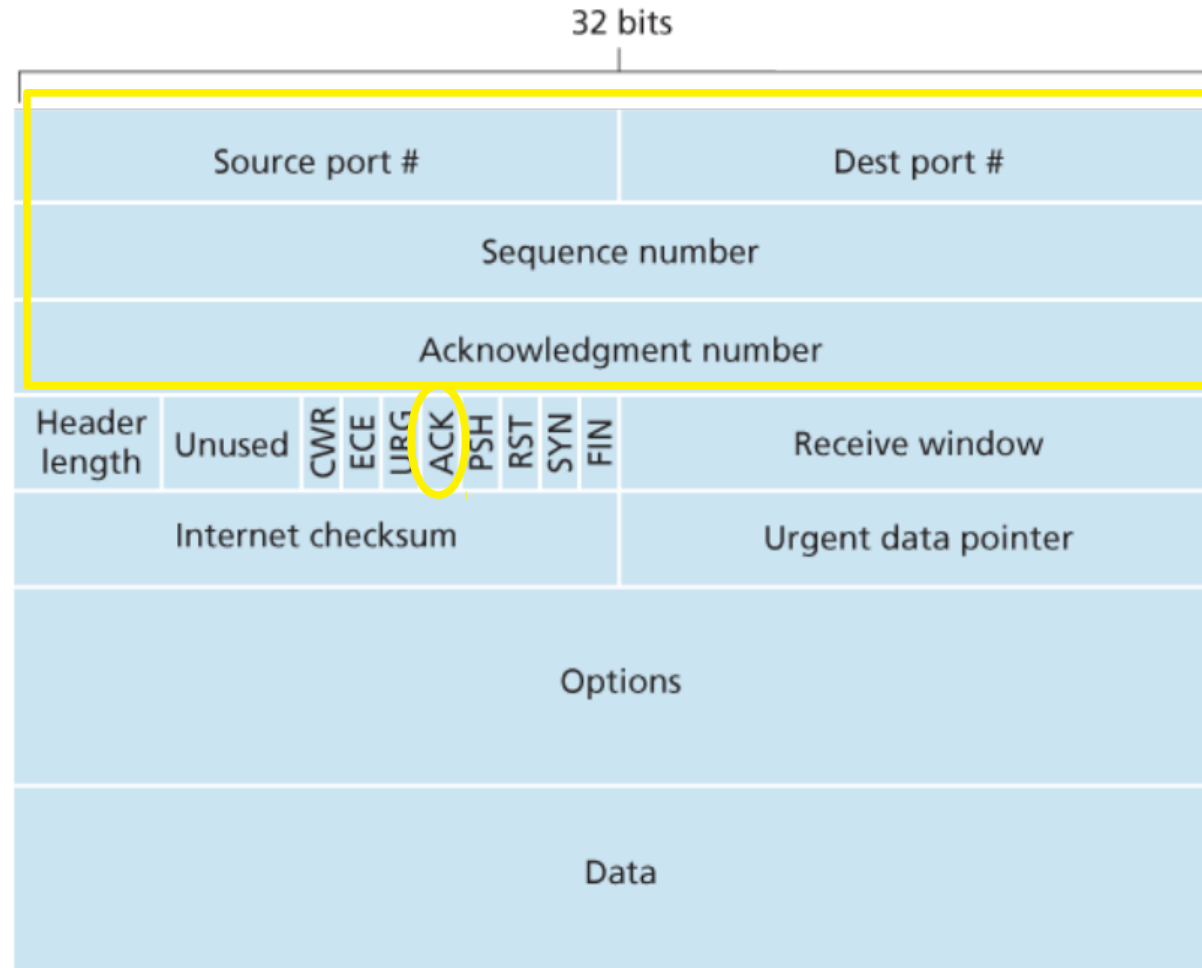 32 bits
Source port # Dest port #
Sequence number
Acknowledgment number
Header length Unused CWR ECE URG ACK PSH RST SYN FIN Receive window
Internet checksum Urgent data pointer
Options
Data